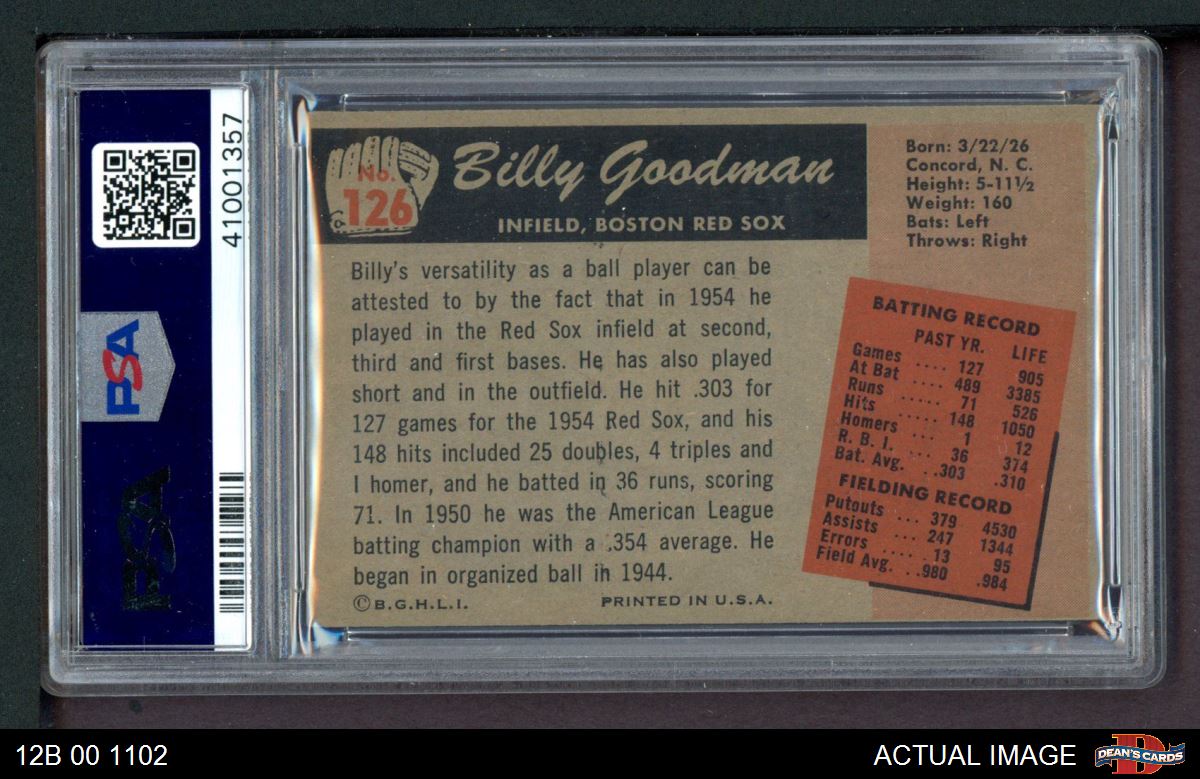 41001357
PSA
PSA
No.
126
Billy Goodman
INFIELD, BOSTON RED SOX
Born: 3/22/26
Concord, N. C.
Height: 5-11½
Weight: 160
Bats: Left
Throws: Right
Billy's versatility as a ball player can be
attested to by the fact that in 1954 he
played in the Red Sox infield at second,
third and first bases. He has also played
short and in the outfield. He hit .303 for
127 games for the 1954 Red Sox, and his
148 hits included 25 doubles, 4 triples and
1 homer, and he batted in 36 runs, scoring
71. In 1950 he was the American League
batting champion with a .354 average. He
began in organized ball in 1944.
©B.G.H.L.I. PRINTED IN U.S.A.
BATTING RECORD
PAST YR. LIFE
Games .... 127 905
At Bat .... 489 3385
Runs ..... 71 526
Hits ..... 148 1050
Homers ... 1 12
R. B. I. .... 36 374
Bat. Avg. ..303 .310
FIELDING RECORD
Putouts ... 379 4530
Assists ... 247 1344
Errors .... 13 95
Field Avg. ..980 .984
12B 00 1102
ACTUAL IMAGE
D
DEAN'S CARDS